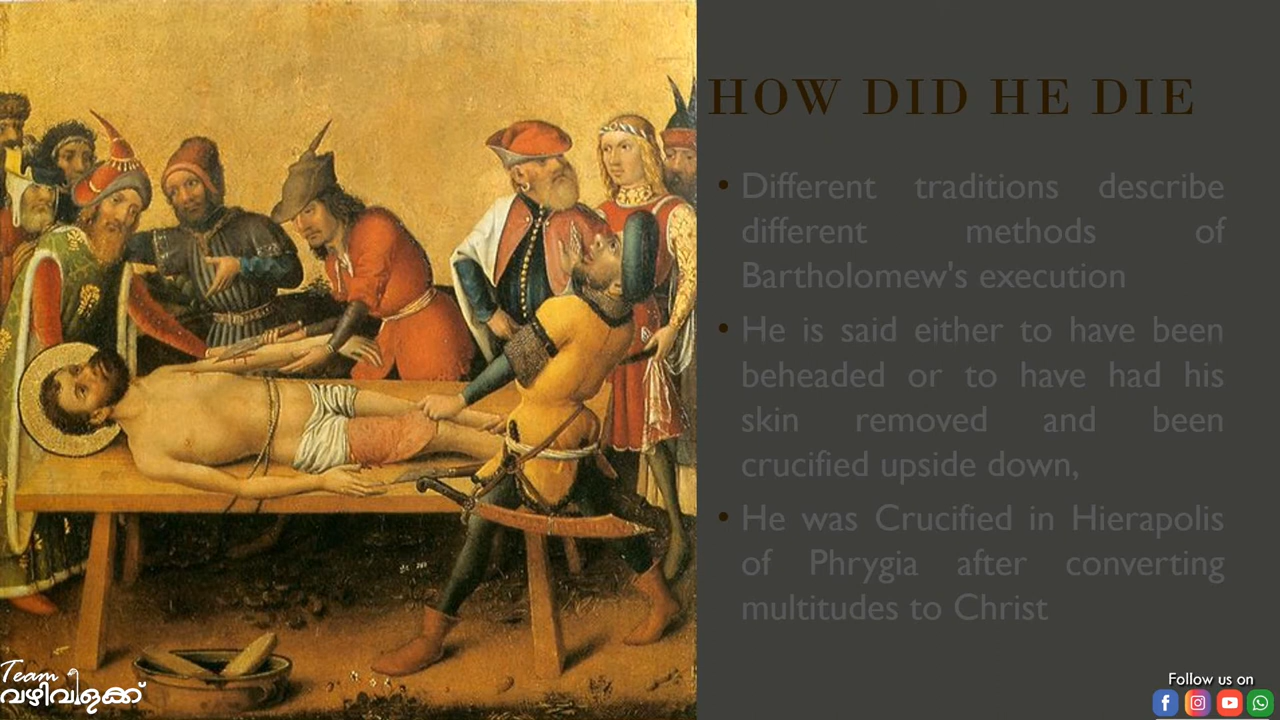 HOW DID HE DIE
• Different traditions describe
different methods of
Bartholomew's execution
• He is said either to have been
beheaded or to have had his
skin removed and been
crucified upside down,
• He was Crucified in Hierapolis
of Phrygia after converting
multitudes to Christ
Team
വഴിവിളക്ക്
Follow us on